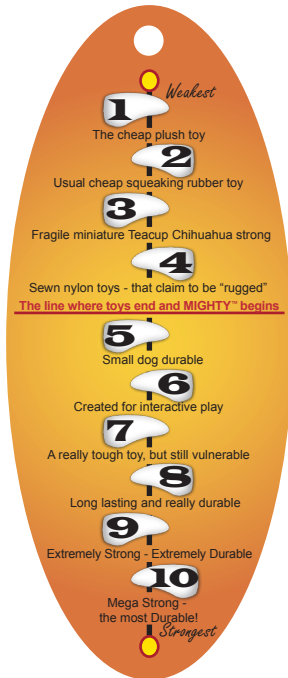 Weakest
1
The cheap plush toy
2
Usual cheap squeaking rubber toy
3
Fragile miniature Teacup Chihuahua strong
4
Sewn nylon toys - that claim to be “rugged”
The line where toys end and MIGHTY™ begins
5
Small dog durable
6
Created for interactive play
7
A really tough toy, but still vulnerable
8
Long lasting and really durable
9
Extremely Strong - Extremely Durable
10
Mega Strong -
the most Durable!
Strongest